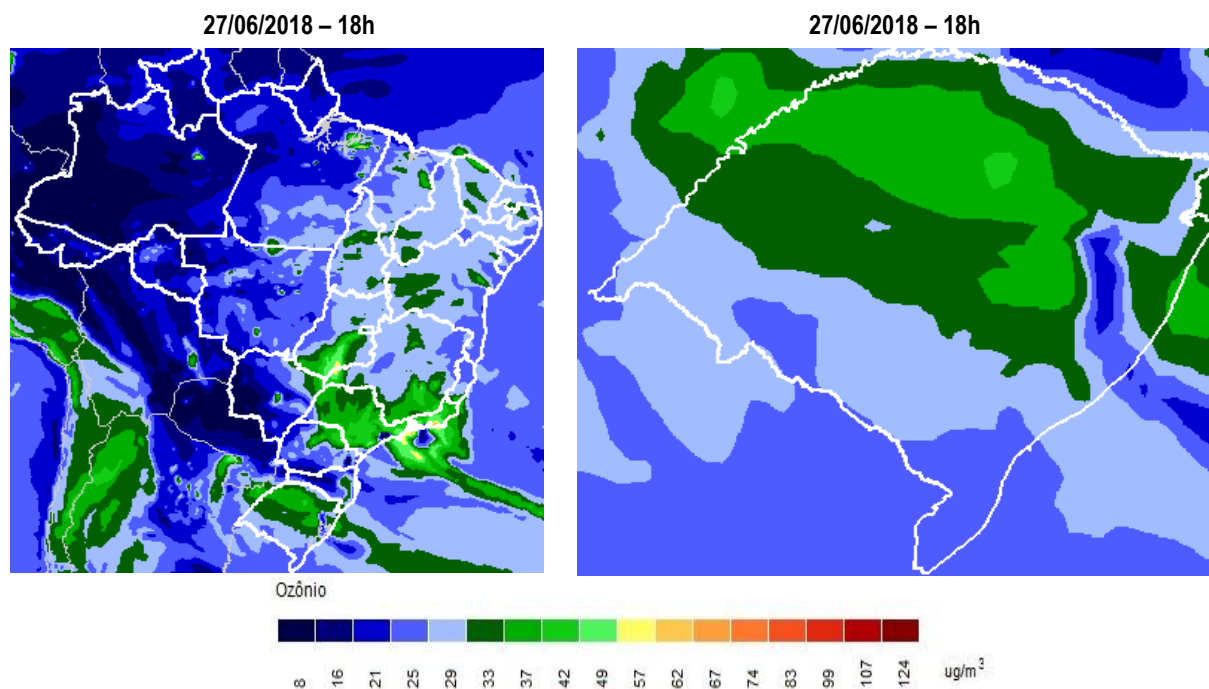 27/06/2018 – 18h
27/06/2018 – 18h
Ozônio
8 16 21 25 29 33 37 42 49 57 62 67 74 83 99 107 124 ug/m³